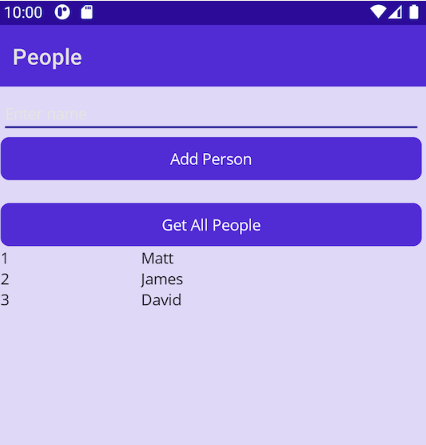 10:00
People
Enter name
Add Person
Get All People
1 Matt
2 James
3 David